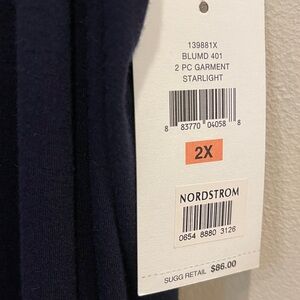 139881X
BLUMD 401
2 PC GARMENT
STARLIGHT
8 83770 04058 8
2X
NORDSTROM
0654 8880 3126
SUGG RETAIL $86.00